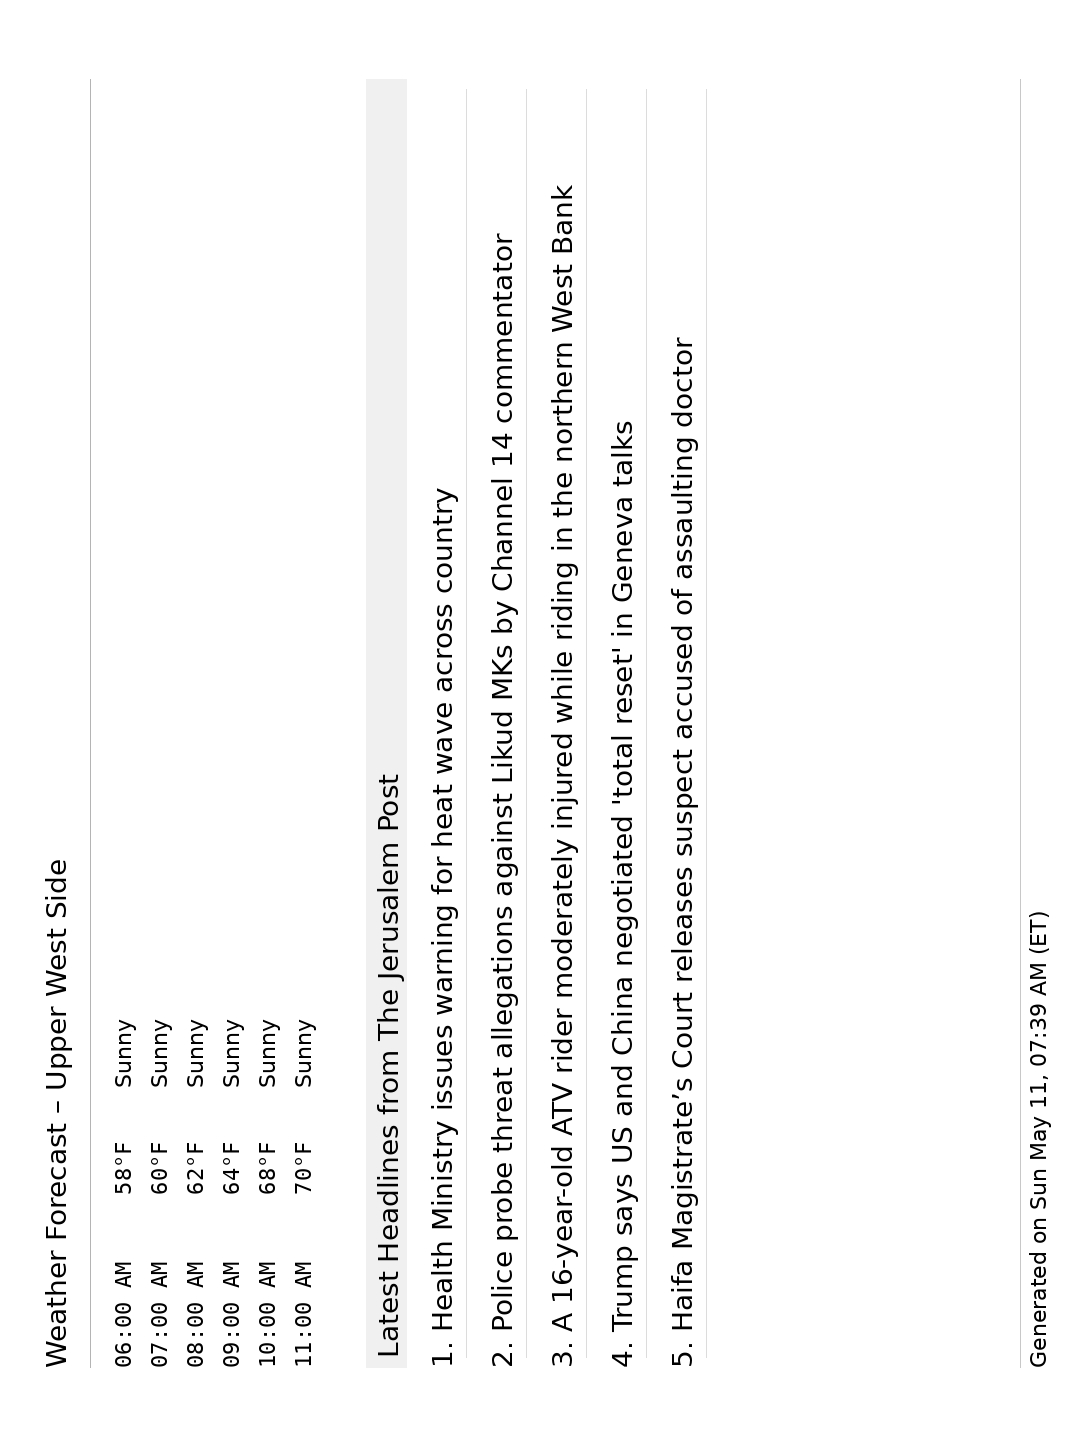 Weather Forecast – Upper West Side
06:00 AM 58°F Sunny
07:00 AM 60°F Sunny
08:00 AM 62°F Sunny
09:00 AM 64°F Sunny
10:00 AM 68°F Sunny
11:00 AM 70°F Sunny
Latest Headlines from The Jerusalem Post
1. Health Ministry issues warning for heat wave across country
2. Police probe threat allegations against Likud MKs by Channel 14 commentator
3. A 16-year-old ATV rider moderately injured while riding in the northern West Bank
4. Trump says US and China negotiated 'total reset' in Geneva talks
5. Haifa Magistrate’s Court releases suspect accused of assaulting doctor
Generated on Sun May 11, 07:39 AM (ET)